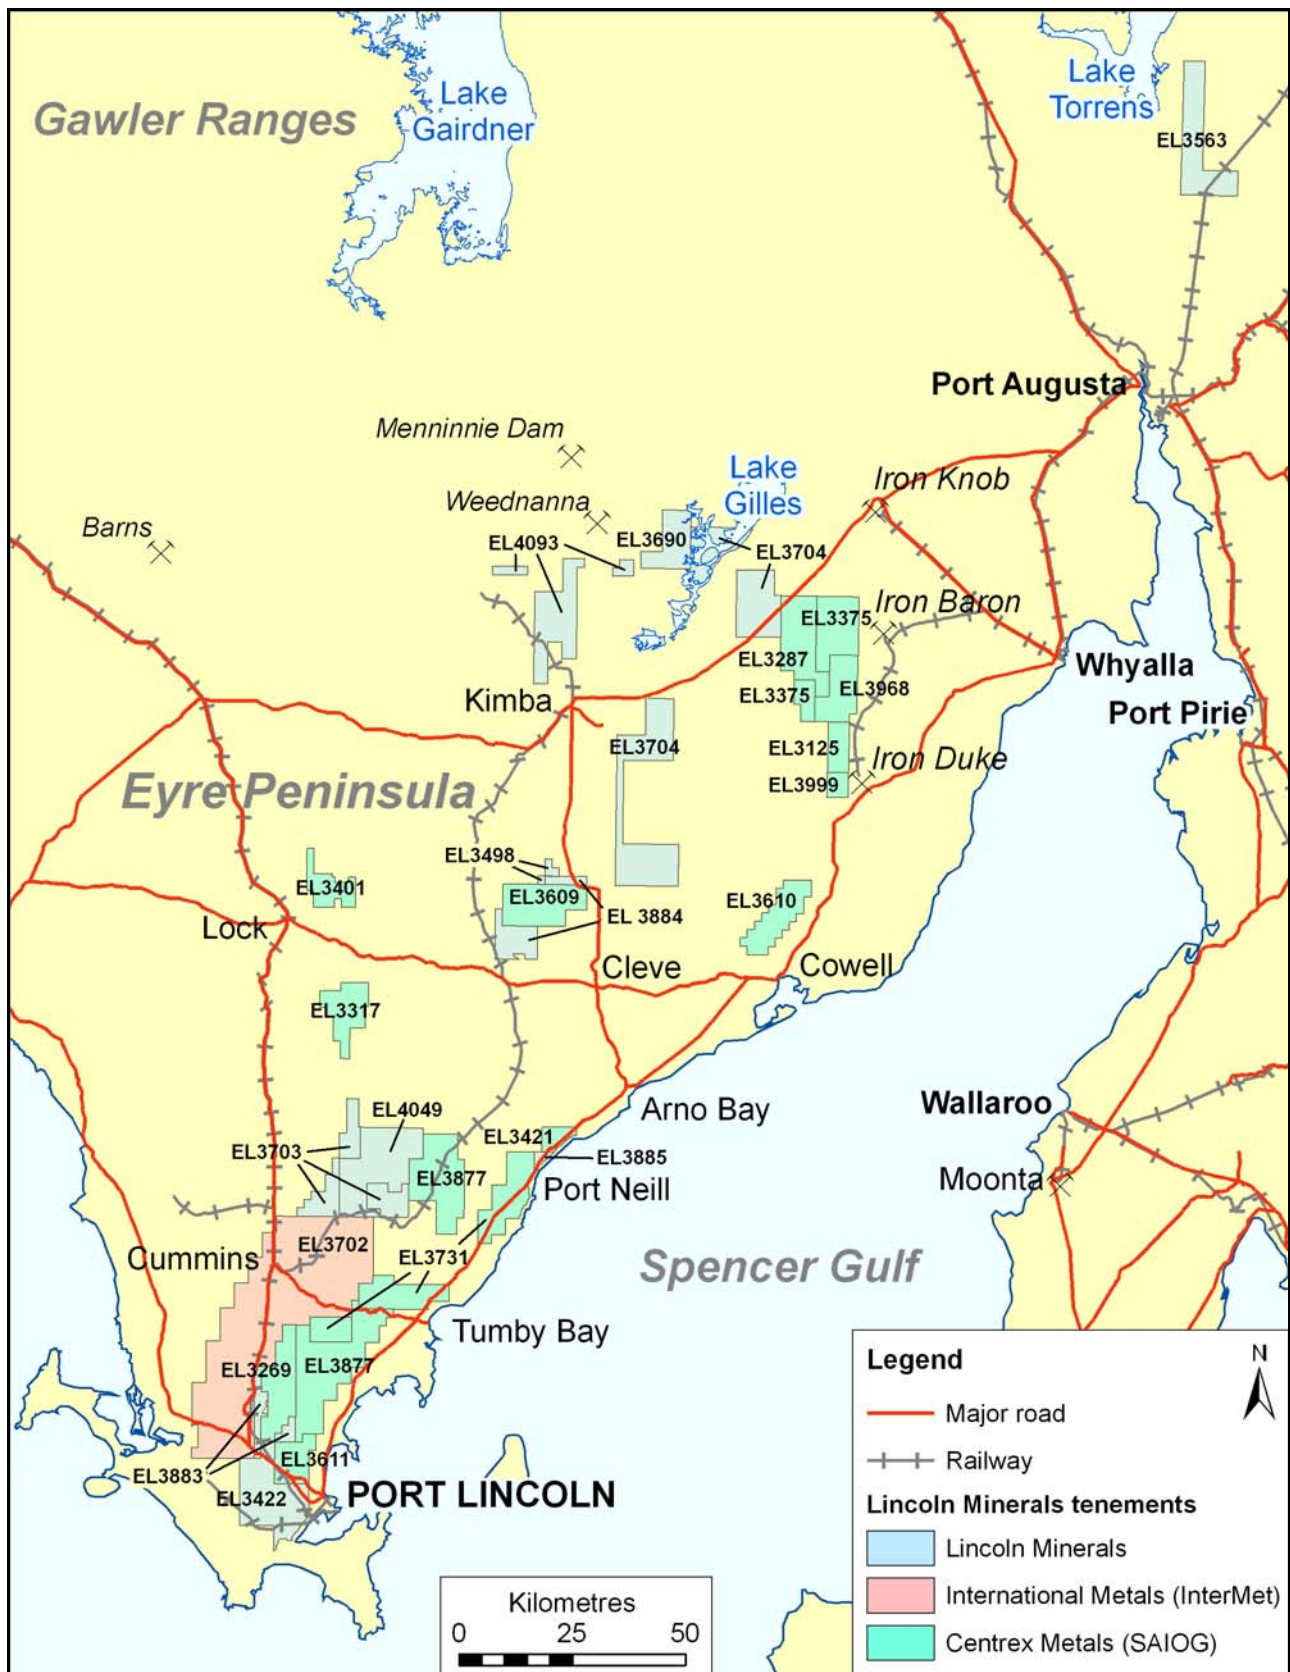 Lake
Gairdner
Lake
Torrens
Gawler Ranges
EL3563
Port Augusta
Menninnie Dam
Lake
Gilles
Iron Knob
Weednanna
Barns
EL4093
EL3690
EL3704
EL3375
Iron Baron
EL3287
Whyalla
EL3375
EL3968
Kimba
Port Pirie
EL3704
EL3125
Iron Duke
Eyre Peninsula
EL3999
EL3498
EL3401
EL3609
EL3610
EL 3884
Lock
Cleve
Cowell
EL3317
Wallaroo
EL4049
Arno Bay
EL3421
EL3703
EL3885
EL3877
Moonta
Port Neill
EL3702
Cummins
EL3731
Spencer Gulf
Tumby Bay
EL3269
EL3877
EL3611
EL3883
EL3422
PORT LINCOLN
Legend
N
Major road
Railway
Lincoln Minerals tenements
Lincoln Minerals
International Metals (InterMet)
Centrex Metals (SAIOG)
Kilometres
0 25 50